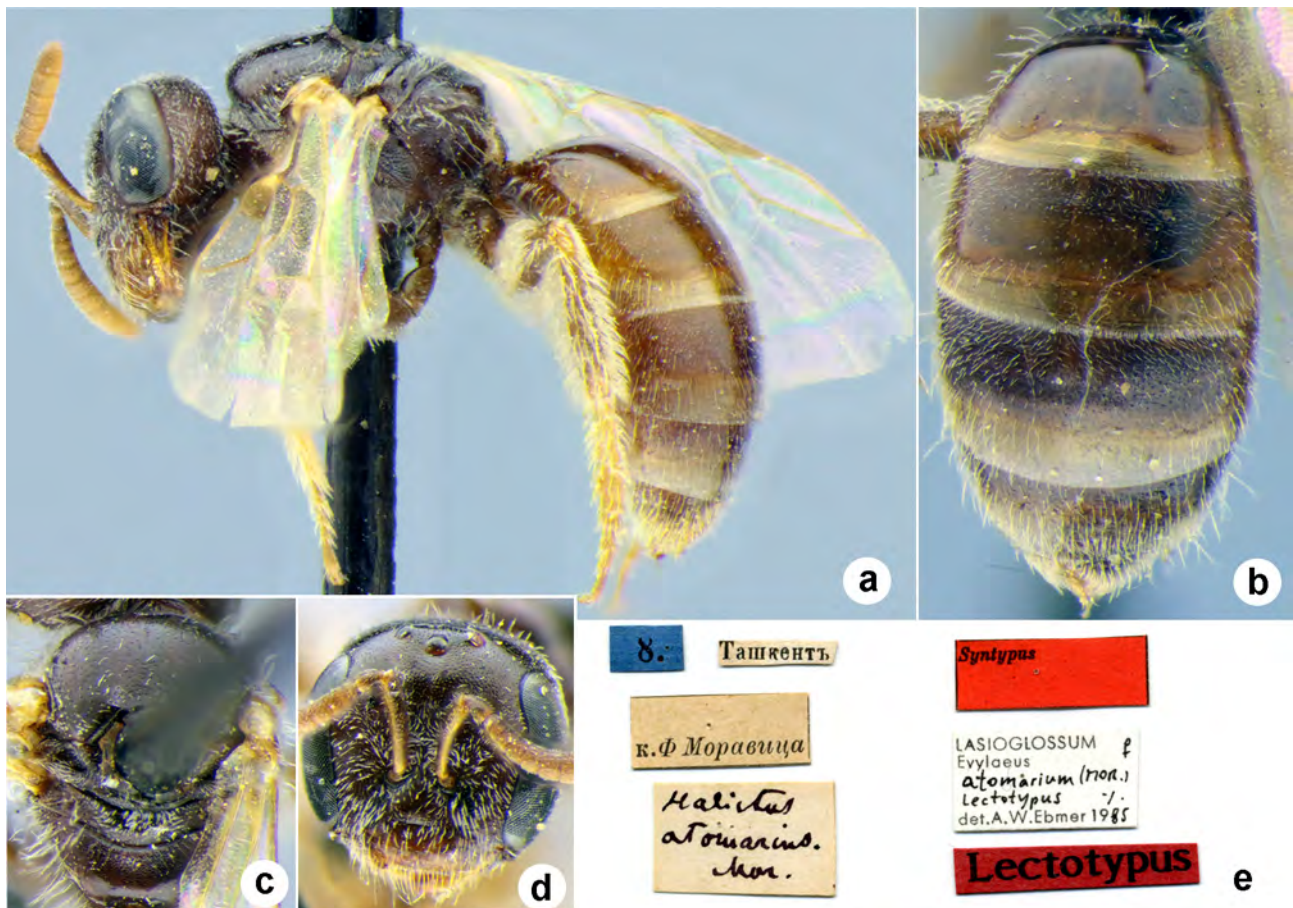 a
b
c
d
8.
Ташкентъ
к. Ф Моравица
Halictus
atomarius.
Mor.
Syntypus
LASIOGLOSSUM ♀
Evylaeus
atomarium (MOR.)
Lectotypus %.
det. A. W. Ebmer 1985
Lectotypus
e